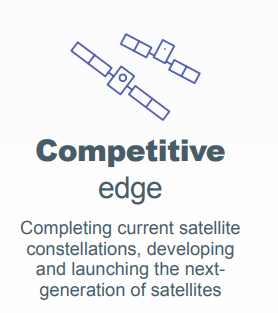 Competitive
edge
Completing current satellite
constellations, developing
and launching the next-
generation of satellites